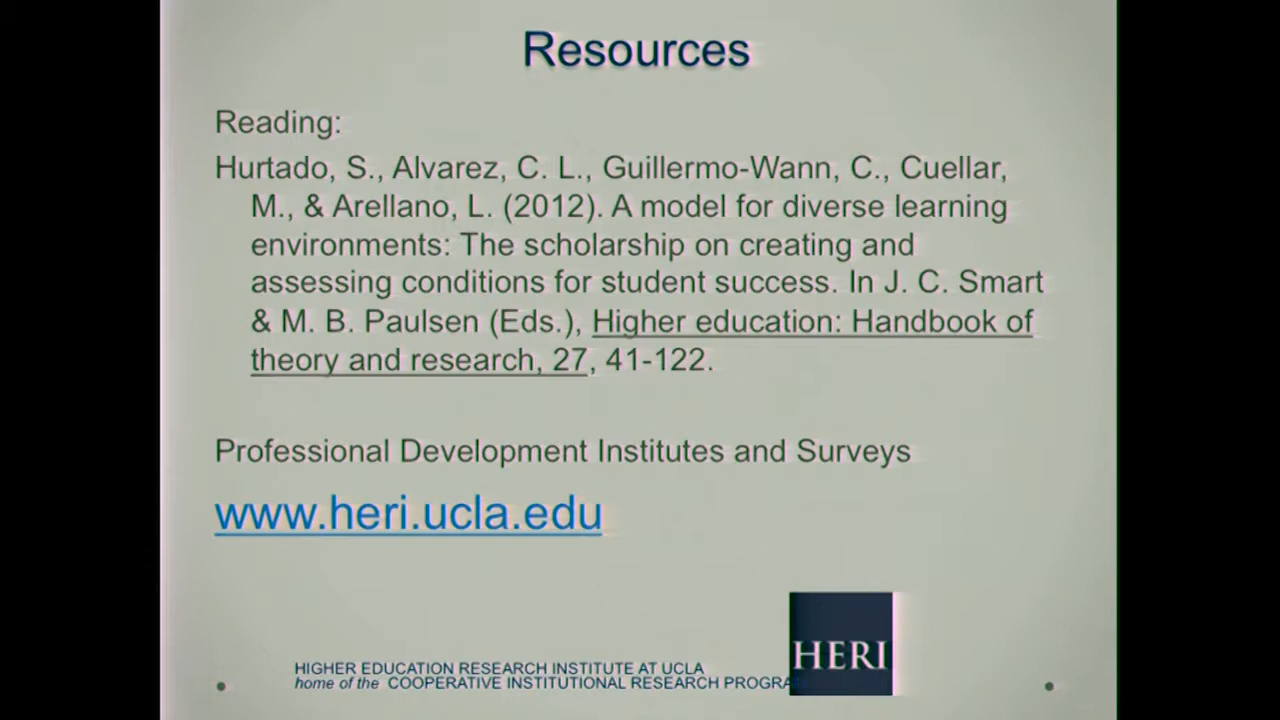 Resources
Reading:
Hurtado, S., Alvarez, C. L., Guillermo-Wann, C., Cuellar,
M., & Arellano, L. (2012). A model for diverse learning
environments: The scholarship on creating and
assessing conditions for student success. In J. C. Smart
& M. B. Paulsen (Eds.), Higher education: Handbook of
theory and research, 27, 41-122.
Professional Development Institutes and Surveys
www.heri.ucla.edu
HERI
HIGHER EDUCATION RESEARCH INSTITUTE AT UCLA
home of the COOPERATIVE INSTITUTIONAL RESEARCH PROGRA